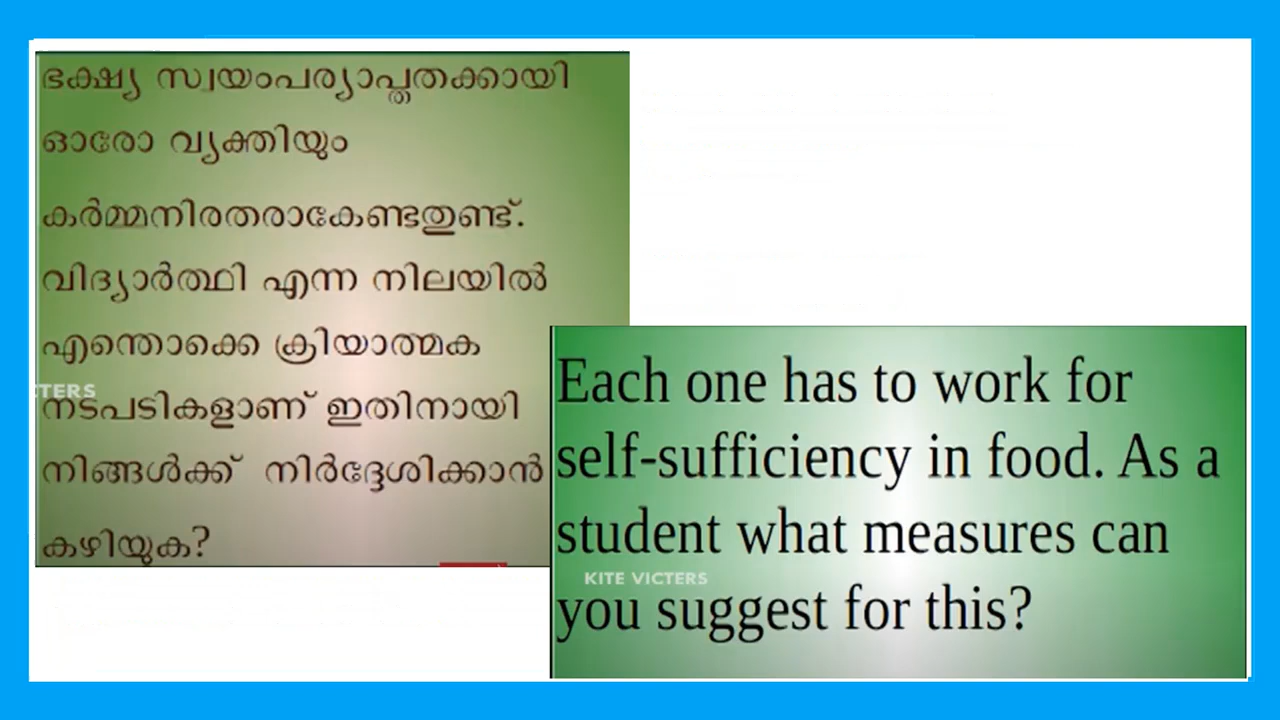 ഭക്ഷ്യ സ്വയംപര്യാപ്തതക്കായി
ഓരോ വ്യക്തിയും
കർമ്മനിരതരാകേണ്ടതുണ്ട്.
വിദ്യാർത്ഥി എന്ന നിലയിൽ
എന്തൊക്കെ ക്രിയാത്മക
CTERS
നടപടികളാണ് ഇതിനായി
നിങ്ങൾക്ക് നിർദ്ദേശിക്കാൻ
കഴിയുക?
Each one has to work for
self-sufficiency in food. As a
student what measures can
KITE VICTERS
you suggest for this?